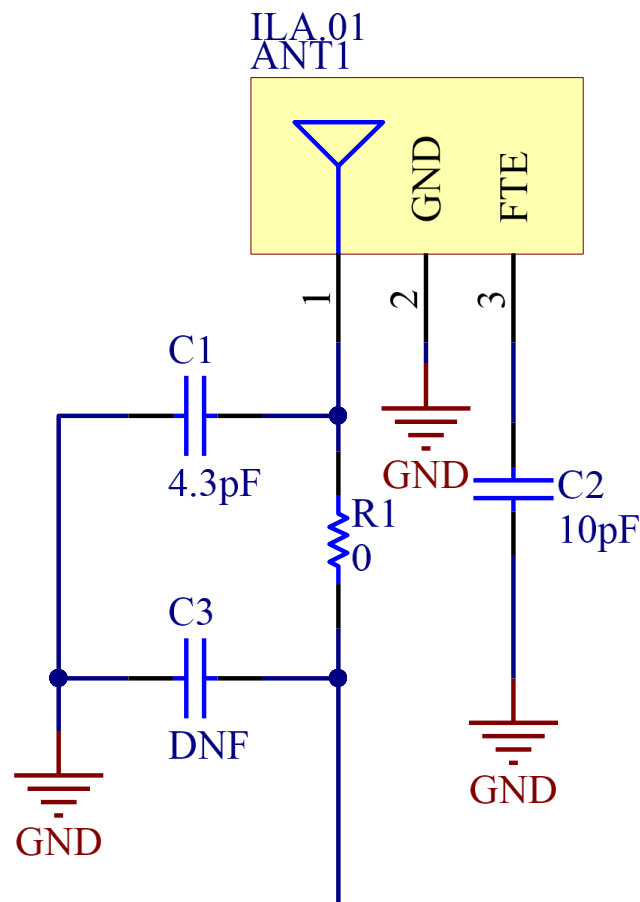 ILA.01
ANT1
GND
FTE
1
2
3
C1
4.3pF
GND
C2
10pF
R1
0
C3
DNF
GND
GND